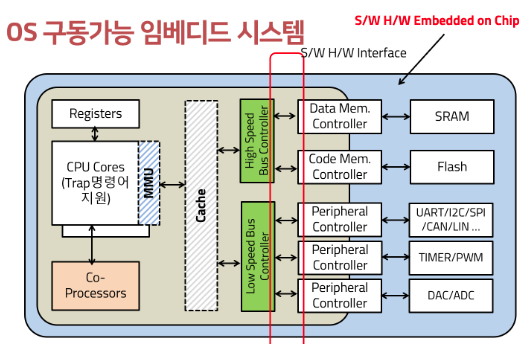 OS 구동가능 임베디드 시스템
S/W H/W Embedded on Chip
S/W H/W Interface
Registers
CPU Cores
(Trap명령어
지원)
MMU
Co-
Processors
Cache
High Speed
Bus Controller
Low Speed Bus
Controller
Data Mem.
Controller
SRAM
Code Mem.
Controller
Flash
Peripheral
Controller
UART/I2C/SPI
/CAN/LIN ...
Peripheral
Controller
TIMER/PWM
Peripheral
Controller
DAC/ADC